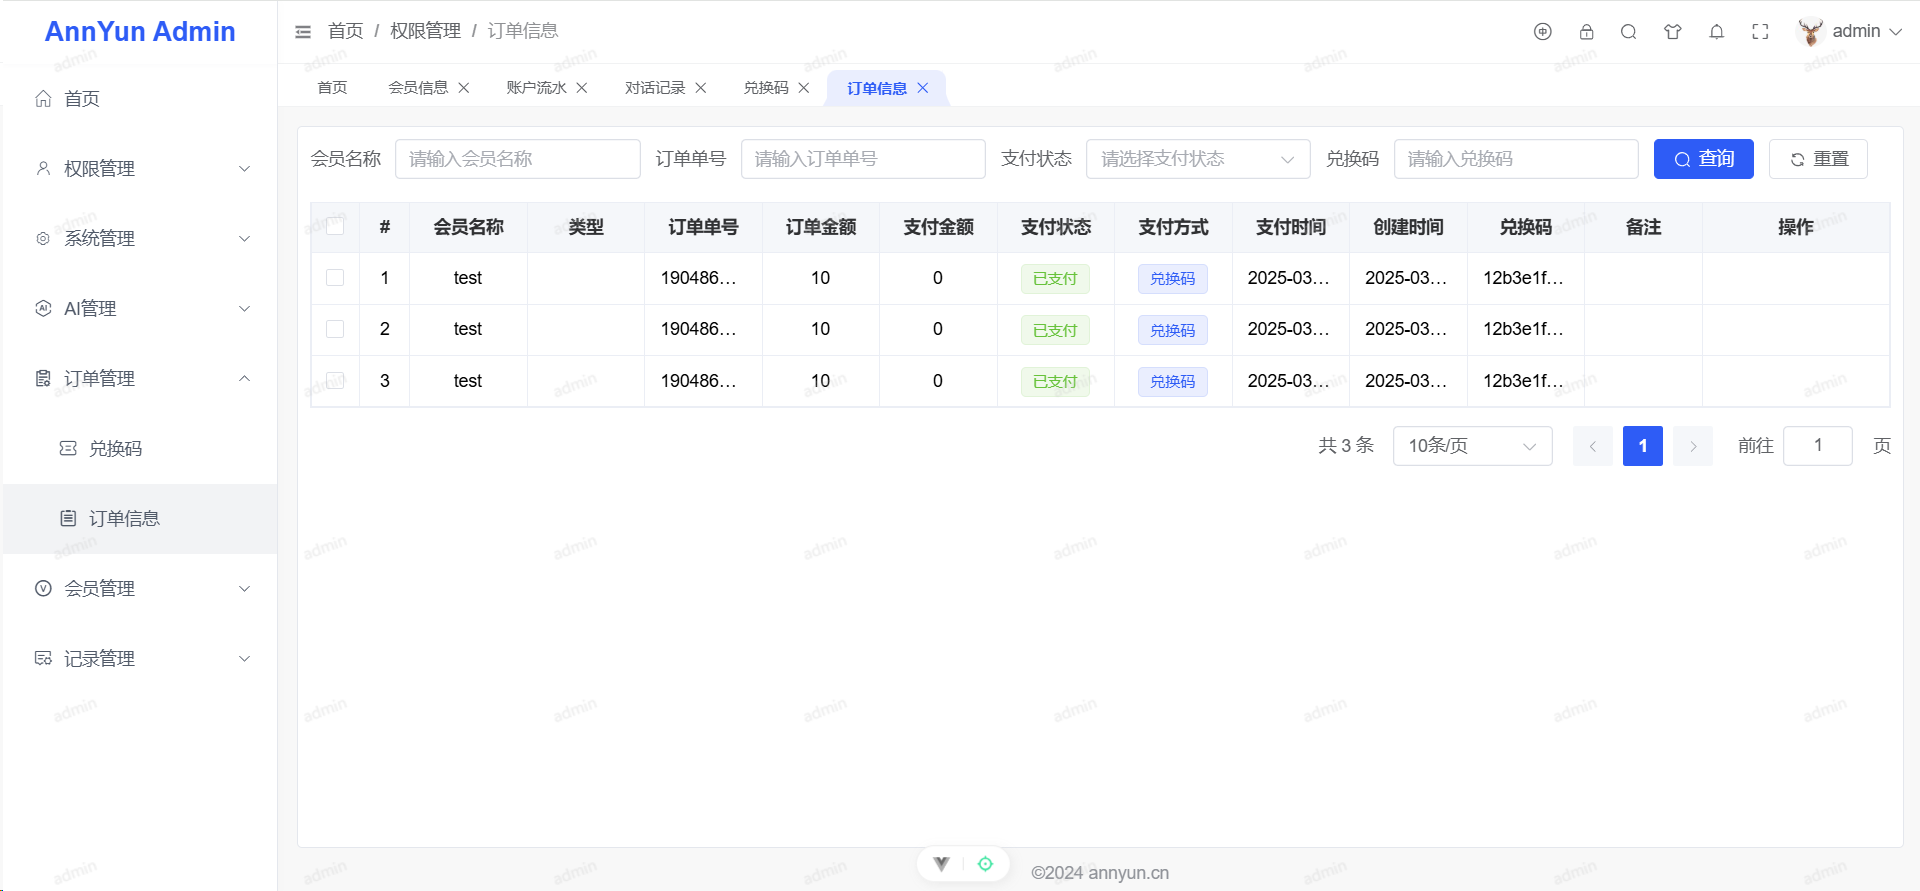 AnnYun Admin
首页 / 权限管理 / 订单信息
admin
首页
会员信息
账户流水
对话记录
兑换码
订单信息
首页
权限管理
系统管理
AI管理
订单管理
兑换码
订单信息
会员管理
记录管理
会员名称 请输入会员名称 订单单号 请输入订单单号 支付状态 请选择支付状态 兑换码 请输入兑换码 查询 重置
# 会员名称 类型 订单单号 订单金额 支付金额 支付状态 支付方式 支付时间 创建时间 兑换码 备注 操作
1 test 190486... 10 0 已支付 兑换码 2025-03... 2025-03... 12b3e1f...
2 test 190486... 10 0 已支付 兑换码 2025-03... 2025-03... 12b3e1f...
3 test 190486... 10 0 已支付 兑换码 2025-03... 2025-03... 12b3e1f...
共 3 条 10条/页 1 前往 1 页
©2024 annyun.cn